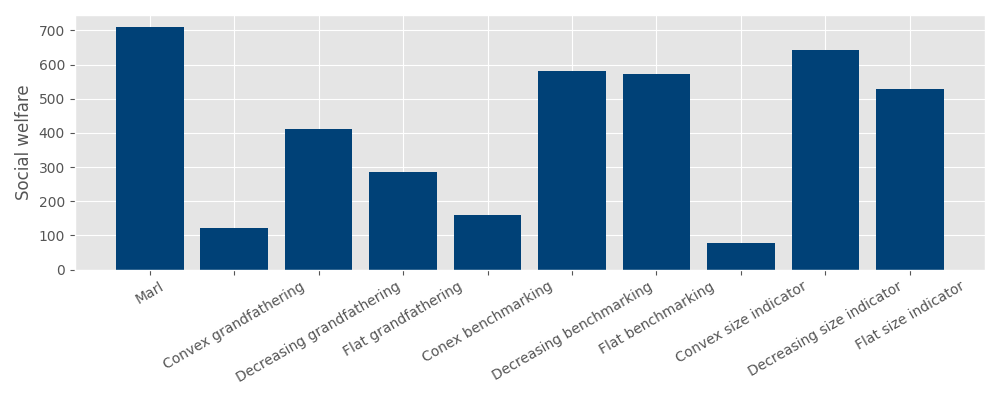 Social welfare
700
600
500
400
300
200
100
0
Marl
Convex grandfathering
Decreasing grandfathering
Flat grandfathering
Conex benchmarking
Decreasing benchmarking
Flat benchmarking
Convex size indicator
Decreasing size indicator
Flat size indicator